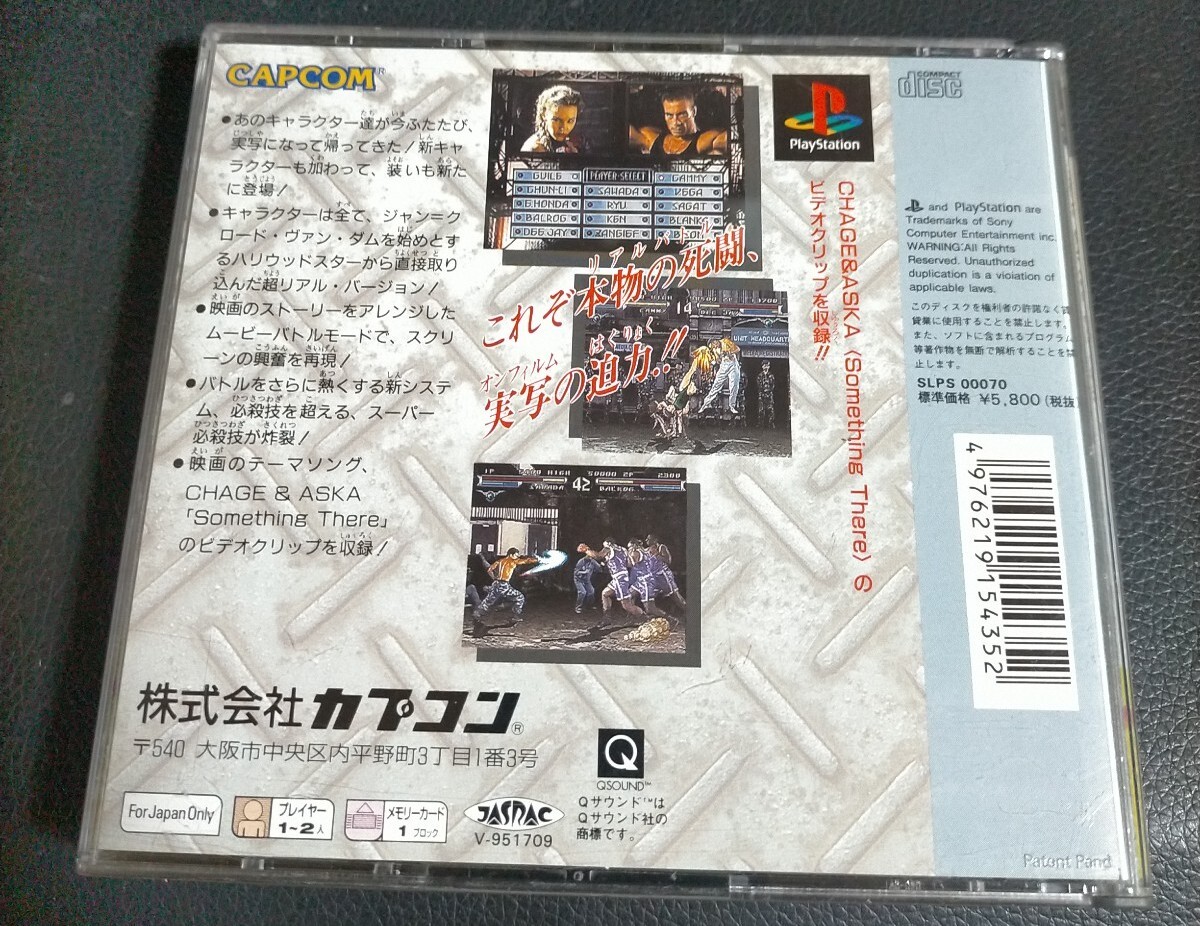 CAPCOM®
●あのキャラクター達が今ふたたび、
実写になって帰ってきた!新キャ
ラクターも加わって、装いも新た
に登場!
●キャラクターは全て、ジャン=ク
ロード・ヴァン・ダムを始めとす
るハリウッドスターから直接取り
込んだ超リアル・バージョン!
●映画のストーリーをアレンジした
ムービーバトルモードで、スクリ
ーンの興奮を再現!
●バトルをさらに熱くする新システ
ム、必殺技を超える、スーパー
必殺技が炸裂!
●映画のテーマソング、
CHAGE & ASKA
「Something There」
のビデオクリップを収録!
GUILE PLAYER SELECT CAMMY
CHUN-LI SAWADA VEGA
E.HONDA RYU SAGAT
BALROG KEN BLANKA
DEEJAY ZANGIEF BISON
リアルバトル
これぞ本物の死闘、
オンフィルム はくりょく
実写の迫力!!
14
UNIT HEADQUART
1P HIGH 50000 2P 2300
SAWADA 42 BALROG
PlayStation
CHAGE&ASKA〈Something There〉の
ビデオクリップを収録!!
COMPACT
disc
and PlayStation are
Trademarks of Sony
Computer Entertainment inc.
WARNING:All Rights
Reserved. Unauthorized
duplication is a violation of
applicable laws.
このディスクを権利者の許諾なく賃
貸業に使用することを禁止します。
また、ソフトに含まれるプログラム
等著作物を無断で解析することを禁
止します。
SLPS 00070
標準価格 ¥5,800(税抜
4976219154352
株式会社カプコン®
〒540 大阪市中央区内平野町3丁目1番3号
For Japan Only
プレイヤー
1~2人
メモリーカード
1 ブロック
JASRAC
V-951709
Q
QSOUND™
Qサウンド™は
Qサウンド社の
商標です。
Patent Pend